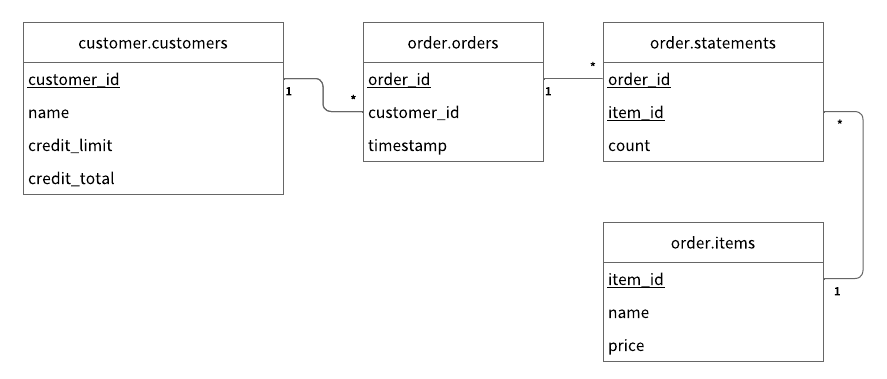 customer.customers
customer_id
name
credit_limit
credit_total
1
*
order.orders
order_id
customer_id
timestamp
1
*
order.statements
order_id
item_id
count
*
order.items
item_id
name
price
1